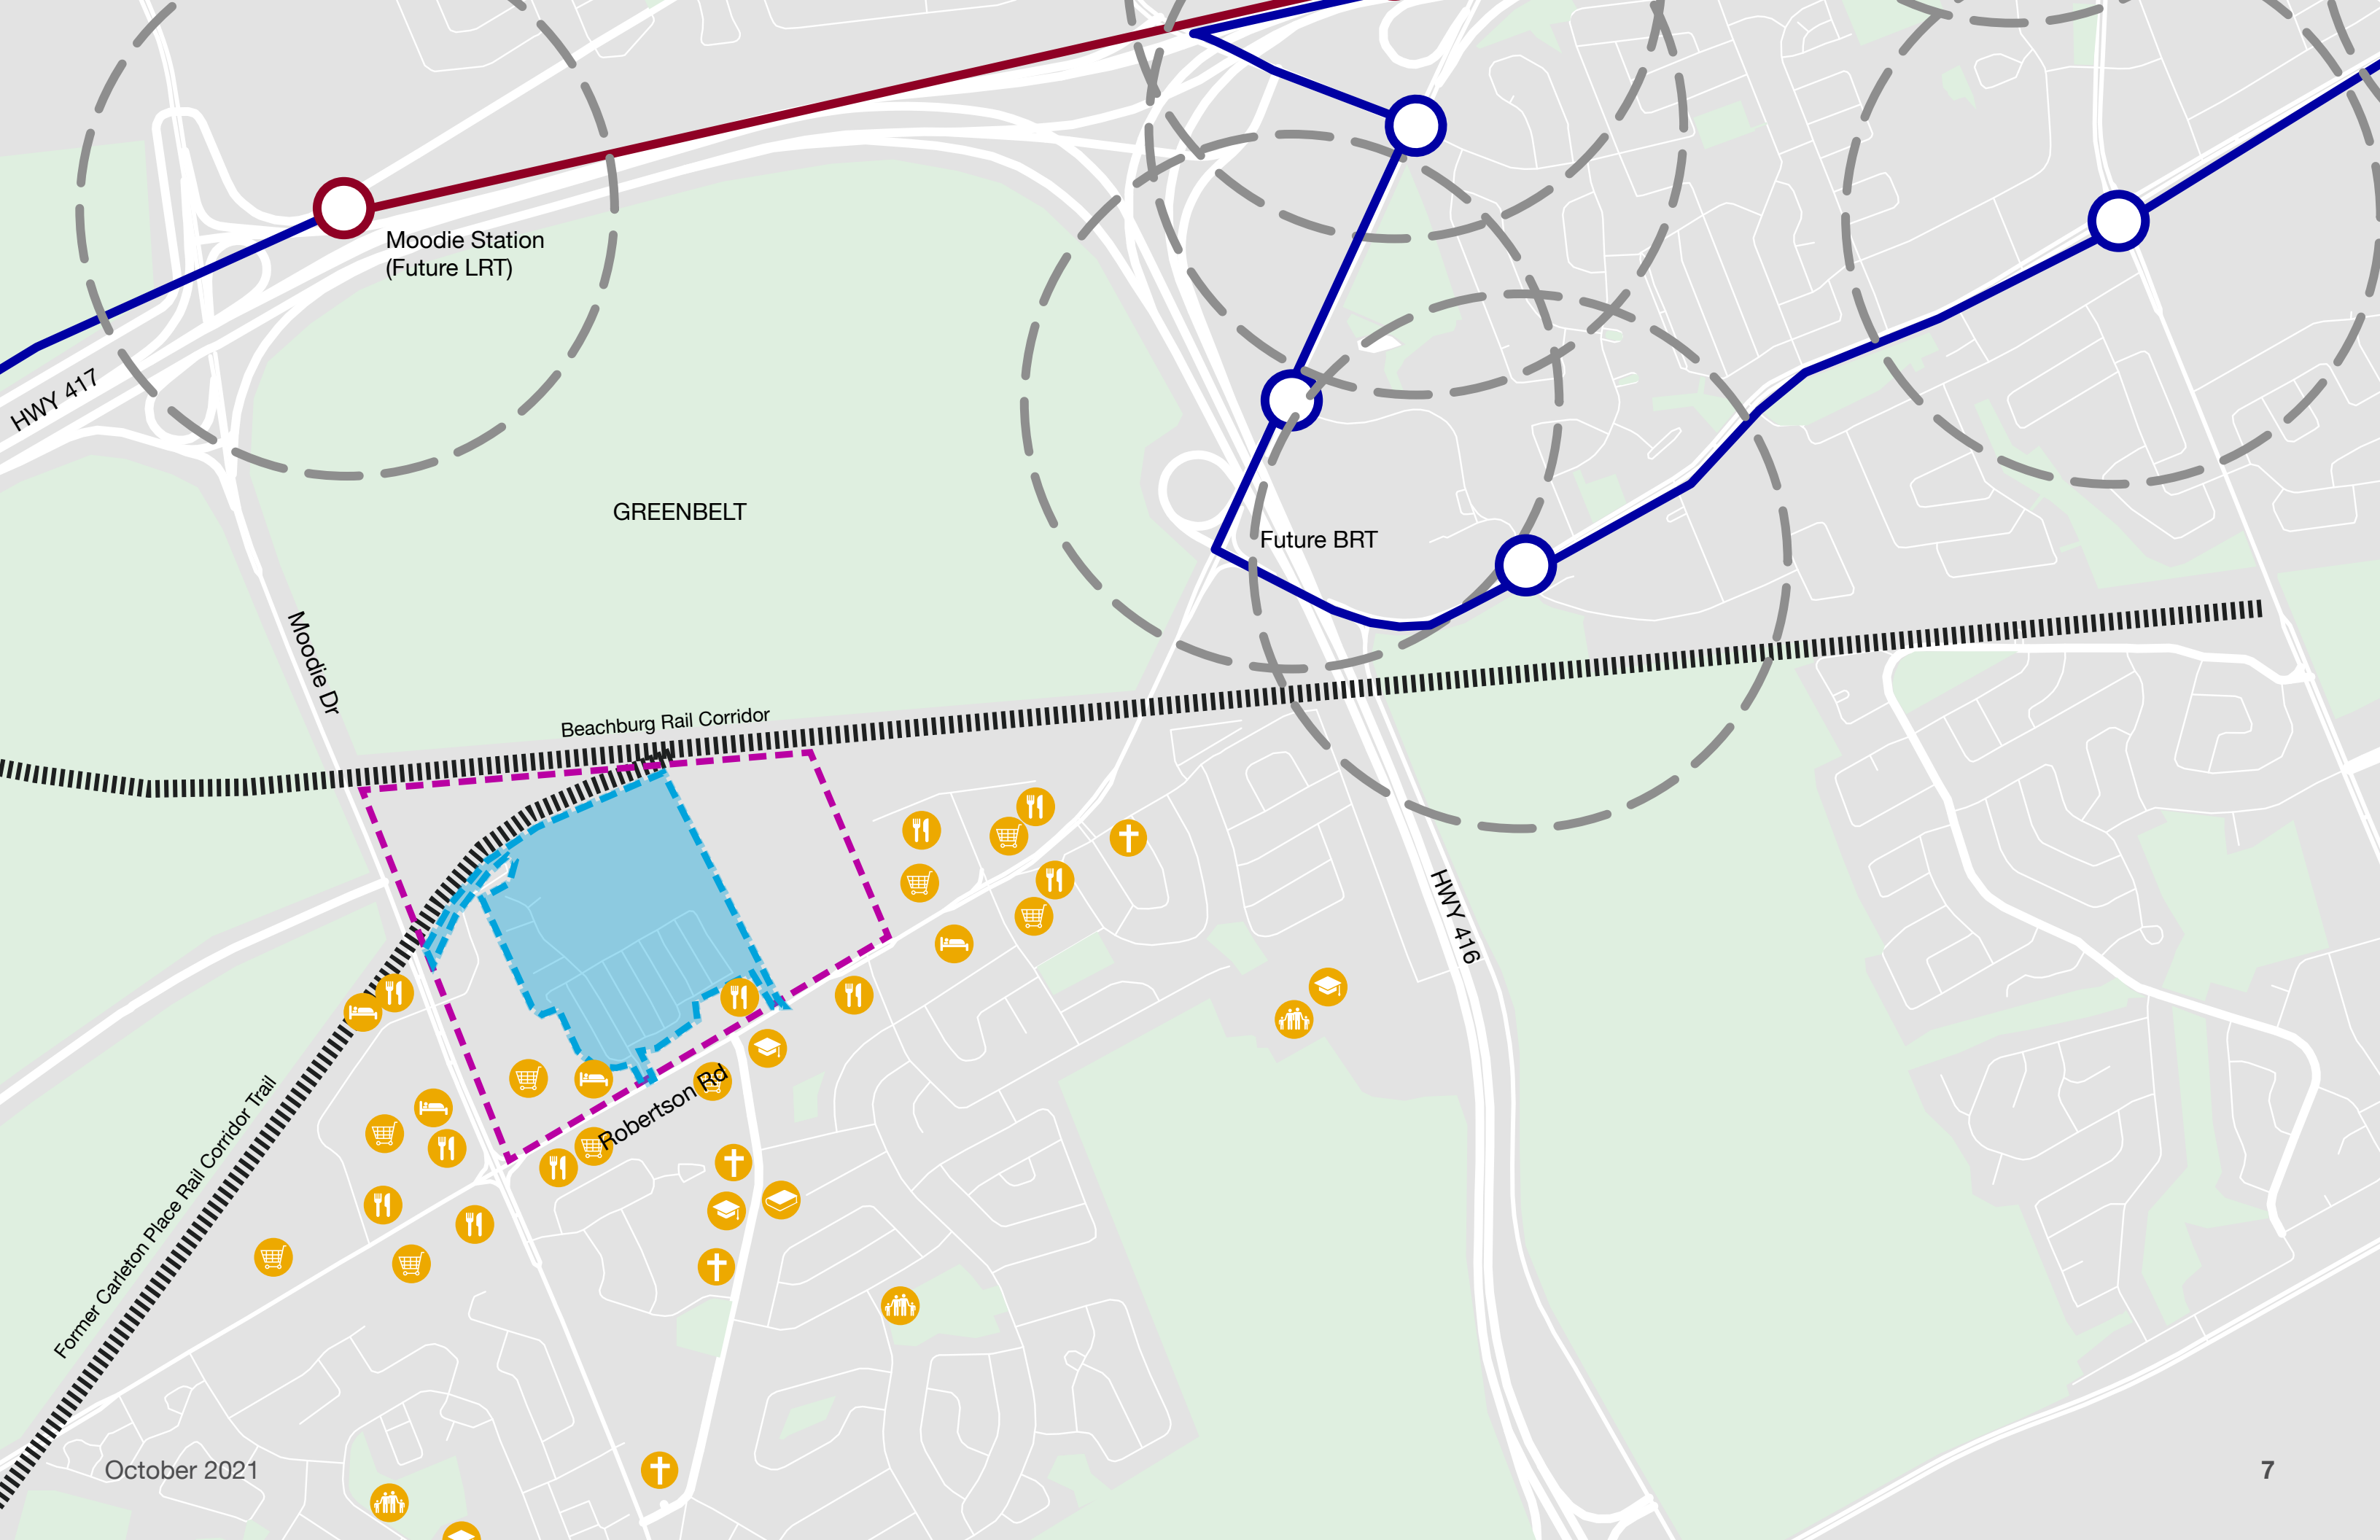 Moodie Station
(Future LRT)
HWY 417
GREENBELT
Future BRT
Moodie Dr
Beachburg Rail Corridor
HWY 416
Robertson Rd
Former Carleton Place Rail Corridor Trail
October 2021
7